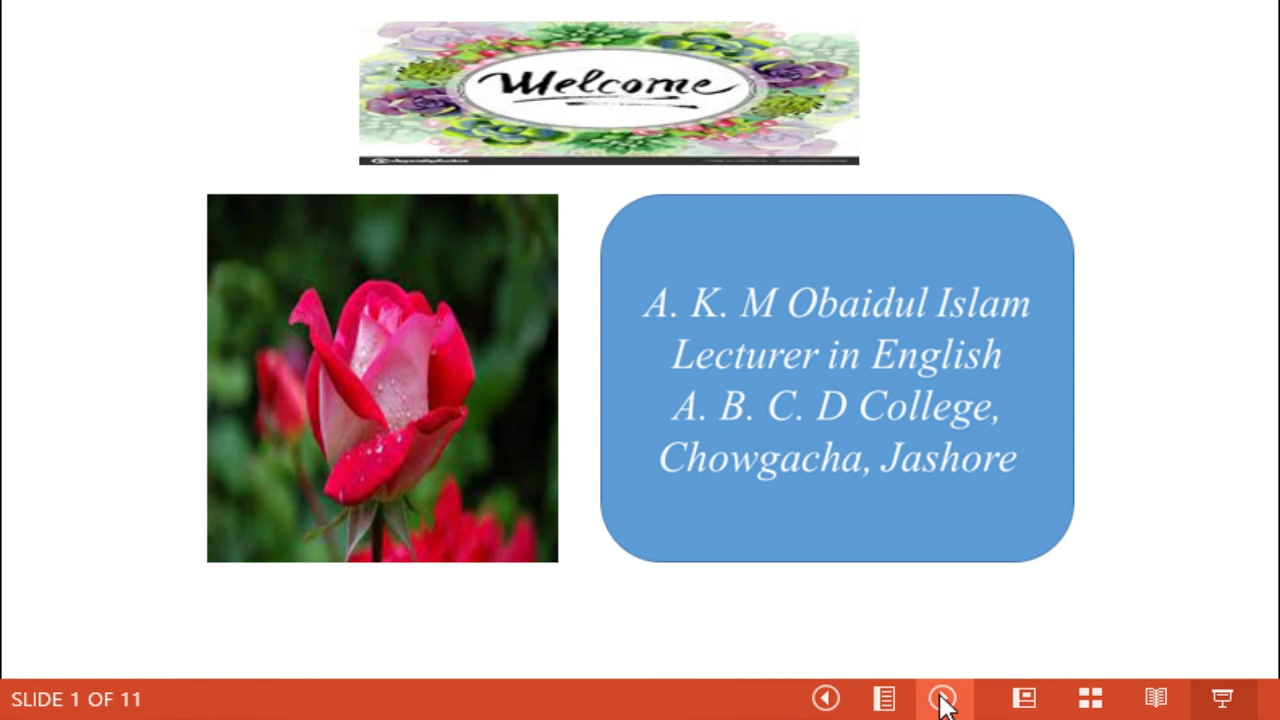 Welcome
A. K. M Obaidul Islam
Lecturer in English
A. B. C. D College,
Chowgacha, Jashore
SLIDE 1 OF 11